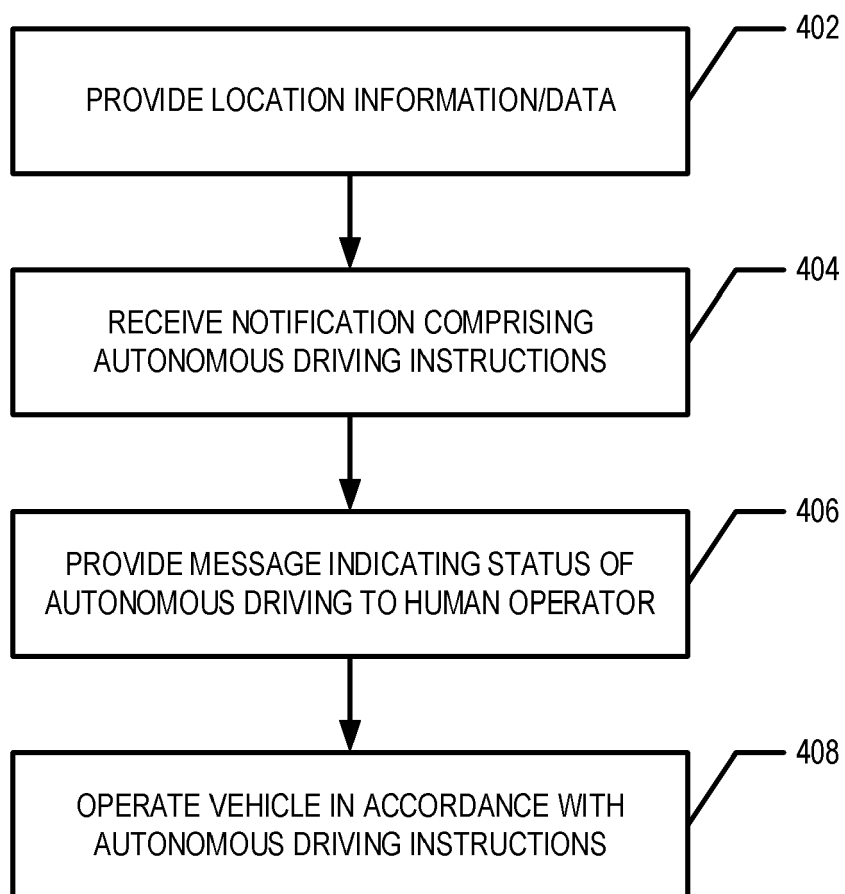 402
PROVIDE LOCATION INFORMATION/DATA
404
RECEIVE NOTIFICATION COMPRISING
AUTONOMOUS DRIVING INSTRUCTIONS
406
PROVIDE MESSAGE INDICATING STATUS OF
AUTONOMOUS DRIVING TO HUMAN OPERATOR
408
OPERATE VEHICLE IN ACCORDANCE WITH
AUTONOMOUS DRIVING INSTRUCTIONS